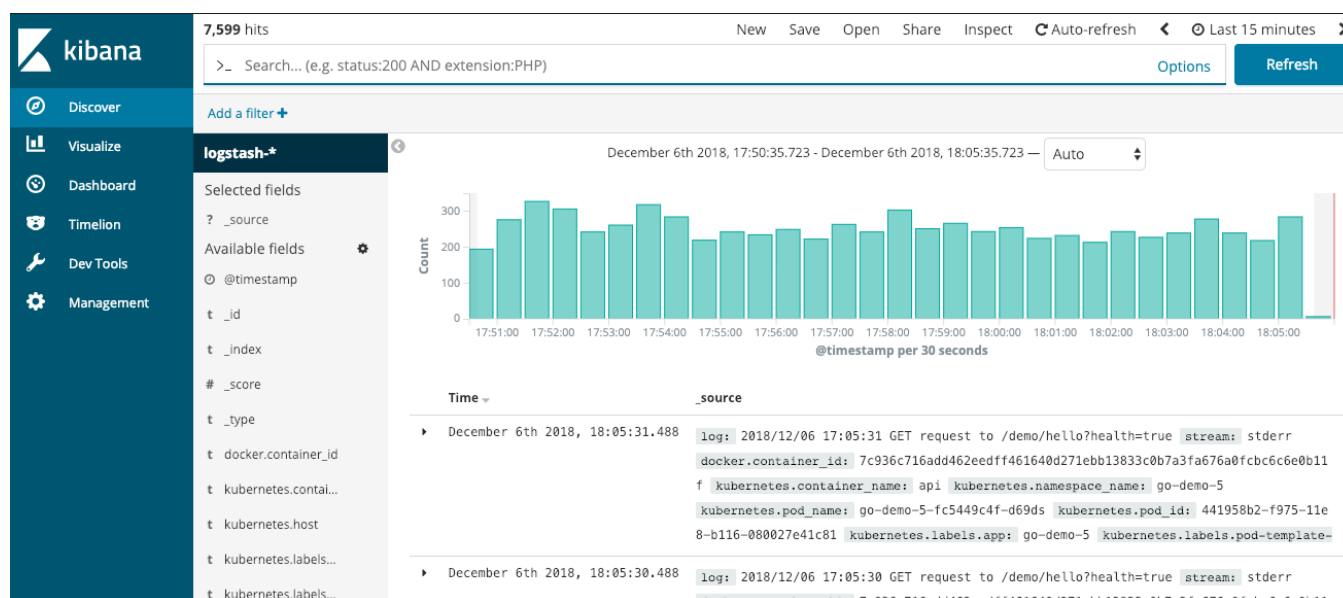 kibana
Discover
Visualize
Dashboard
Timelion
Dev Tools
Management
7,599 hits
New Save Open Share Inspect Auto-refresh Last 15 minutes
>_ Search... (e.g. status:200 AND extension:PHP) Options Refresh
Add a filter +
logstash-*
Selected fields
? _source
Available fields
@timestamp
t _id
t _index
# _score
t _type
t docker.container_id
t kubernetes.contai...
t kubernetes.host
t kubernetes.labels...
t kubernetes.labels...
December 6th 2018, 17:50:35.723 - December 6th 2018, 18:05:35.723 — Auto
Count
300
200
100
0
17:51:00 17:52:00 17:53:00 17:54:00 17:55:00 17:56:00 17:57:00 17:58:00 17:59:00 18:00:00 18:01:00 18:02:00 18:03:00 18:04:00 18:05:00
@timestamp per 30 seconds
Time _source
December 6th 2018, 18:05:31.488 log: 2018/12/06 17:05:31 GET request to /demo/hello?health=true stream: stderr
docker.container_id: 7c936c716add462eedff461640d271ebb13833c0b7a3fa676a0fcbc6c6e0b11
f kubernetes.container_name: api kubernetes.namespace_name: go-demo-5
kubernetes.pod_name: go-demo-5-fc5449c4f-d69ds kubernetes.pod_id: 441958b2-f975-11e
8-b116-080027e41c81 kubernetes.labels.app: go-demo-5 kubernetes.labels.pod-template-
December 6th 2018, 18:05:30.488 log: 2018/12/06 17:05:30 GET request to /demo/hello?health=true stream: stderr